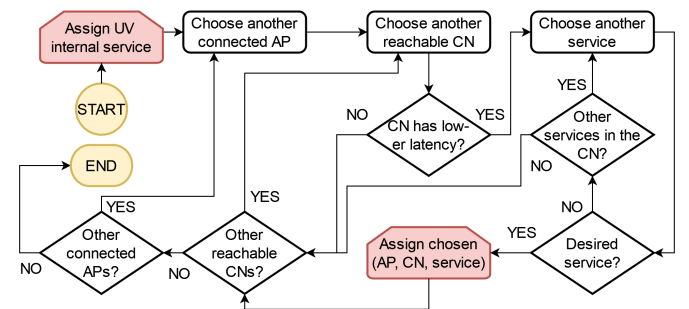 Assign UV
internal service
Choose another
connected AP
Choose another
reachable CN
Choose another
service
START
NO
CN has low-
er latency?
YES
YES
Other
services in the
CN?
END
NO
YES
YES
NO
Other
connected
APs?
NO
Other
reachable
CNs?
NO
Assign chosen
(AP, CN, service)
YES
Desired
service?